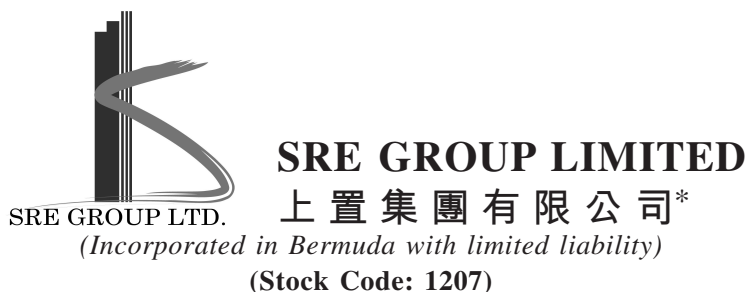 SRE GROUP LTD.
SRE GROUP LIMITED
上置集團有限公司*
(Incorporated in Bermuda with limited liability)
(Stock Code: 1207)